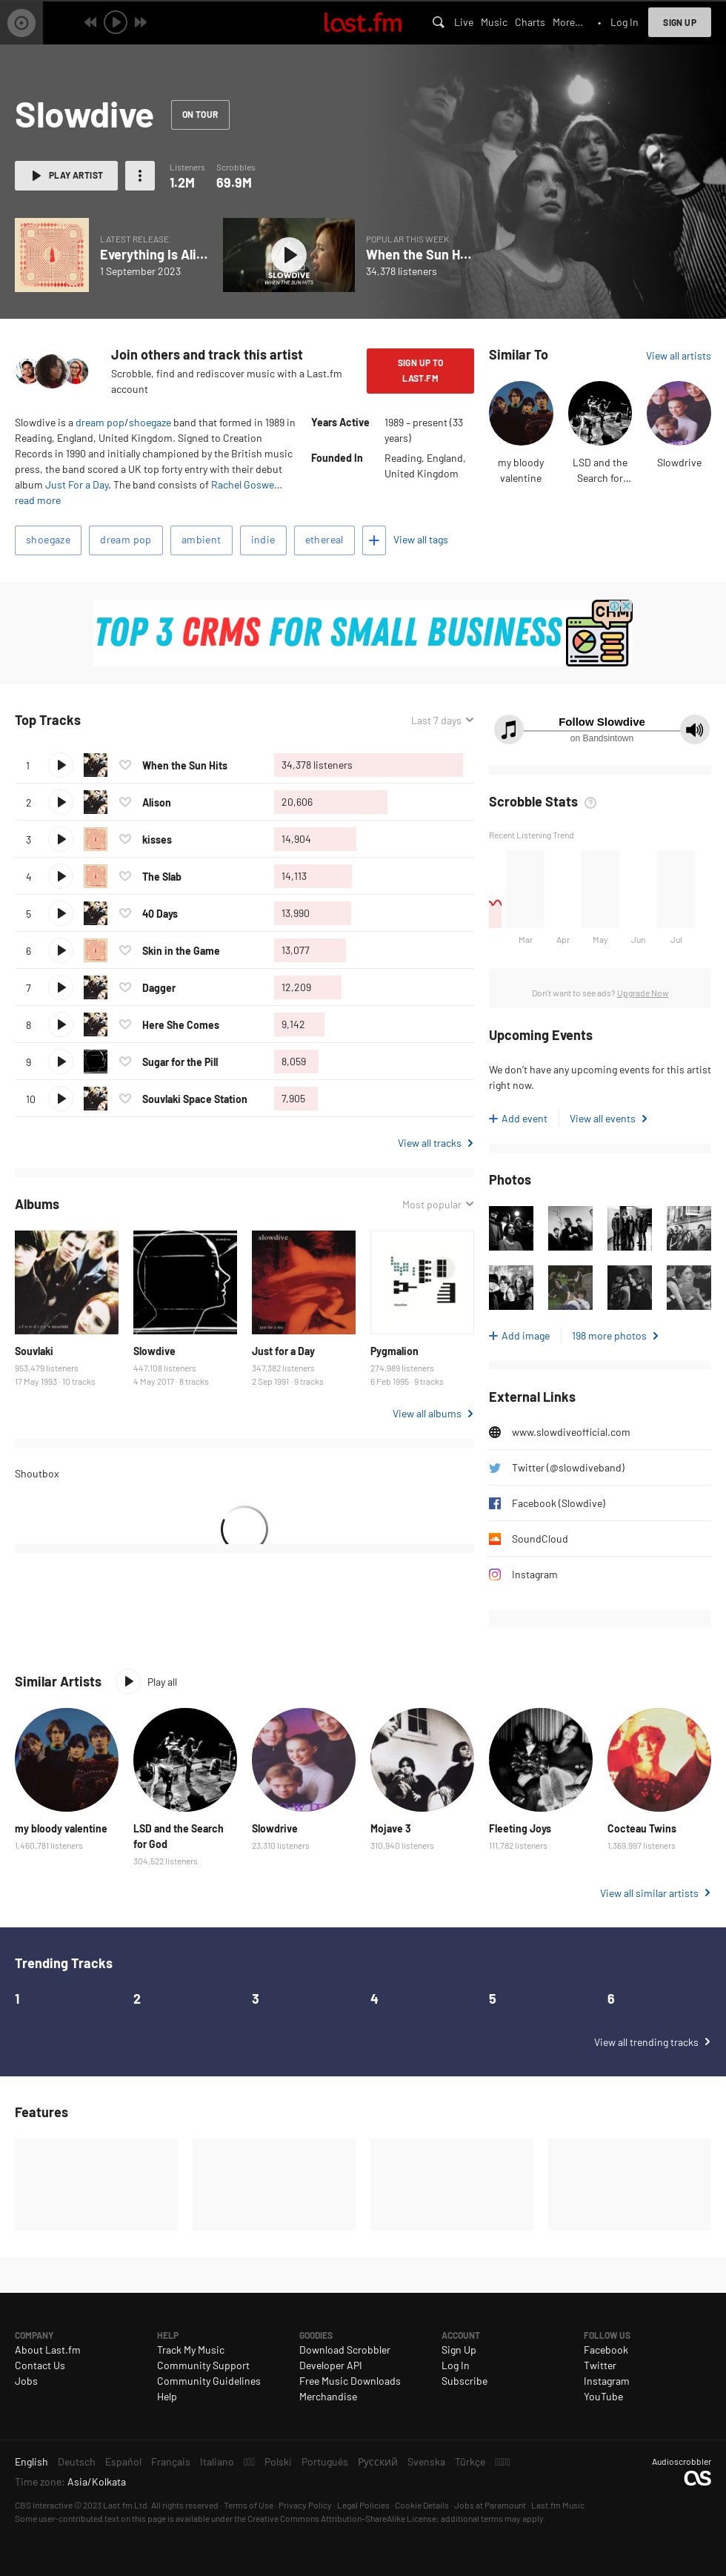 last.fm
Live Music Charts More… • Log In SIGN UP
Slowdive
ON TOUR
PLAY ARTIST
Listeners
1.2M
Scrobbles
69.9M
LATEST RELEASE
Everything Is Ali…
1 September 2023
SLOWDIVE
WHEN THE SUN HITS
POPULAR THIS WEEK
When the Sun H…
34,378 listeners
Join others and track this artist
Scrobble, find and rediscover music with a Last.fm
account
SIGN UP TO
LAST.FM
Slowdive is a dream pop/shoegaze band that formed in 1989 in
Reading, England, United Kingdom. Signed to Creation
Records in 1990 and initially championed by the British music
press, the band scored a UK top forty entry with their debut
album Just For a Day. The band consists of Rachel Goswe…
read more
Years Active
1989 – present (33
years)
Founded In
Reading, England,
United Kingdom
shoegaze dream pop ambient indie ethereal + View all tags
Similar To
View all artists
my bloody
valentine
LSD and the
Search for…
Slowdrive
TOP 3 CRMS FOR SMALL BUSINESS
CRM
Top Tracks
Last 7 days
1 When the Sun Hits 34,378 listeners
2 Alison 20,606
3 kisses 14,904
4 The Slab 14,113
5 40 Days 13,990
6 Skin in the Game 13,077
7 Dagger 12,209
8 Here She Comes 9,142
9 Sugar for the Pill 8,059
10 Souvlaki Space Station 7,905
View all tracks
Follow Slowdive
on Bandsintown
Scrobble Stats ?
Recent Listening Trend
Mar Apr May Jun Jul
Don't want to see ads? Upgrade Now
Upcoming Events
We don't have any upcoming events for this artist
right now.
+ Add event
View all events
Photos
+ Add image
198 more photos
External Links
www.slowdiveofficial.com
Twitter (@slowdiveband)
Facebook (Slowdive)
SoundCloud
Instagram
Albums
Most popular
slowdive
just for a day
Souvlaki
953,479 listeners
17 May 1993 · 10 tracks
Slowdive
447,108 listeners
4 May 2017 · 8 tracks
Just for a Day
347,382 listeners
2 Sep 1991 · 9 tracks
Pygmalion
274,989 listeners
6 Feb 1995 · 9 tracks
View all albums
Shoutbox
Similar Artists
Play all
my bloody valentine
1,460,781 listeners
LSD and the Search
for God
304,522 listeners
Slowdrive
23,310 listeners
Mojave 3
310,940 listeners
Fleeting Joys
111,782 listeners
Cocteau Twins
1,369,997 listeners
View all similar artists
Trending Tracks
1 2 3 4 5 6
View all trending tracks
Features
COMPANY
About Last.fm
Contact Us
Jobs
HELP
Track My Music
Community Support
Community Guidelines
Help
GOODIES
Download Scrobbler
Developer API
Free Music Downloads
Merchandise
ACCOUNT
Sign Up
Log In
Subscribe
FOLLOW US
Facebook
Twitter
Instagram
YouTube
English Deutsch Español Français Italiano Polski Português Русский Svenska Türkçe
Time zone: Asia/Kolkata
Audioscrobbler
CBS Interactive © 2023 Last.fm Ltd. All rights reserved · Terms of Use · Privacy Policy · Legal Policies · Cookie Details · Jobs at Paramount · Last.fm Music
Some user-contributed text on this page is available under the Creative Commons Attribution-ShareAlike License; additional terms may apply.